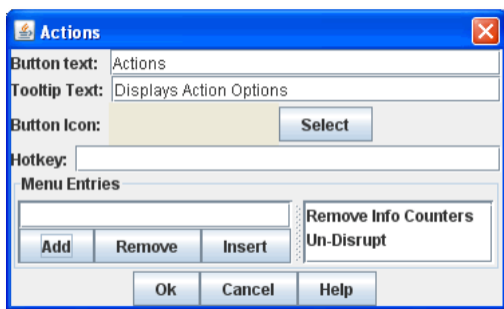 Actions
Button text: Actions
Tooltip Text: Displays Action Options
Button Icon: Select
Hotkey:
Menu Entries
Remove Info Counters
Un-Disrupt
Add Remove Insert
Ok Cancel Help